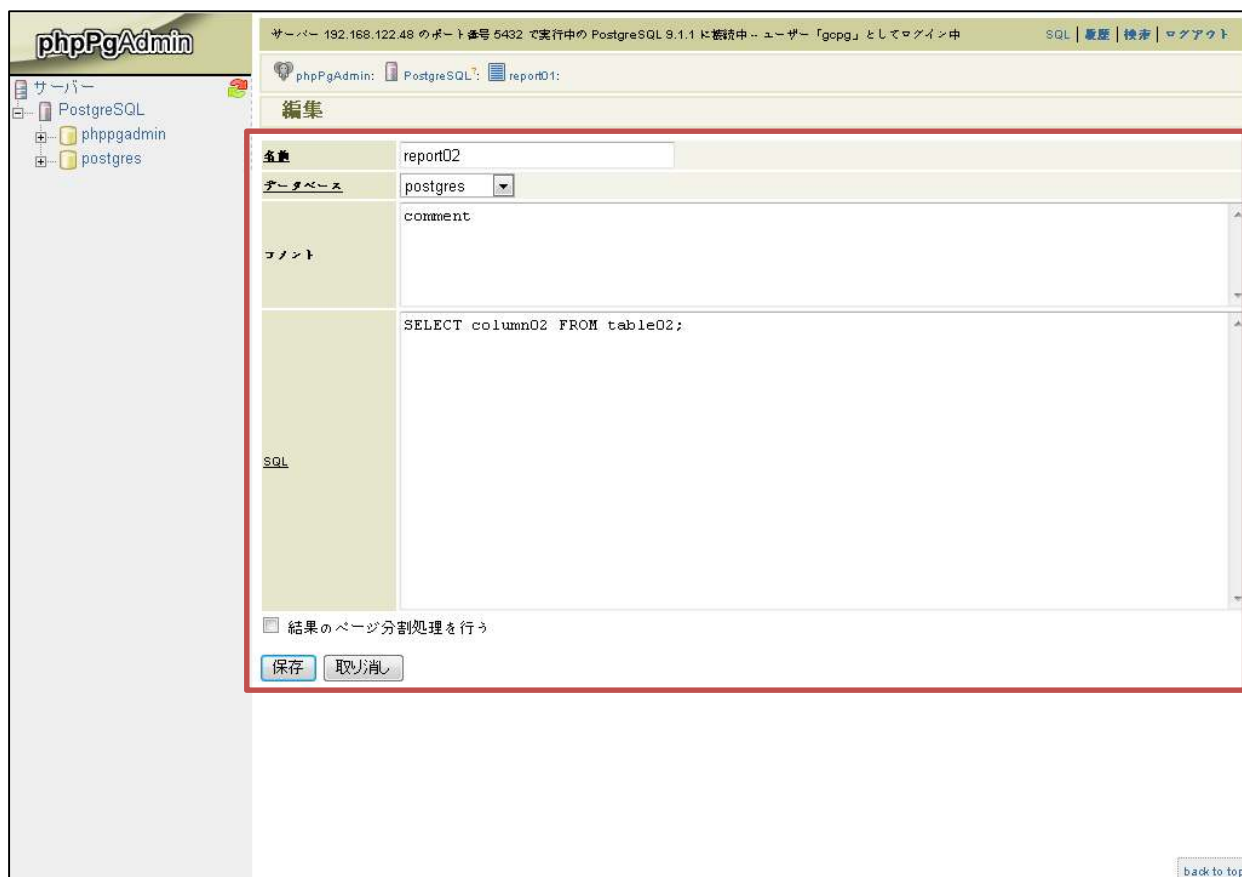 phpPgAdmin
サーバー 192.168.122.48 のポート番号 5432 で実行中の PostgreSQL 9.1.1 に接続中 -- ユーザー「gcpg」としてログイン中
SQL | 履歴 | 検索 | ログアウト
phpPgAdmin: PostgreSQL?: report01:
サーバー
PostgreSQL
phppgadmin
postgres
編集
名前 report02
データベース postgres
コメント comment
SQL SELECT column02 FROM table02;
結果のページ分割処理を行う
保存 取り消し
back to top